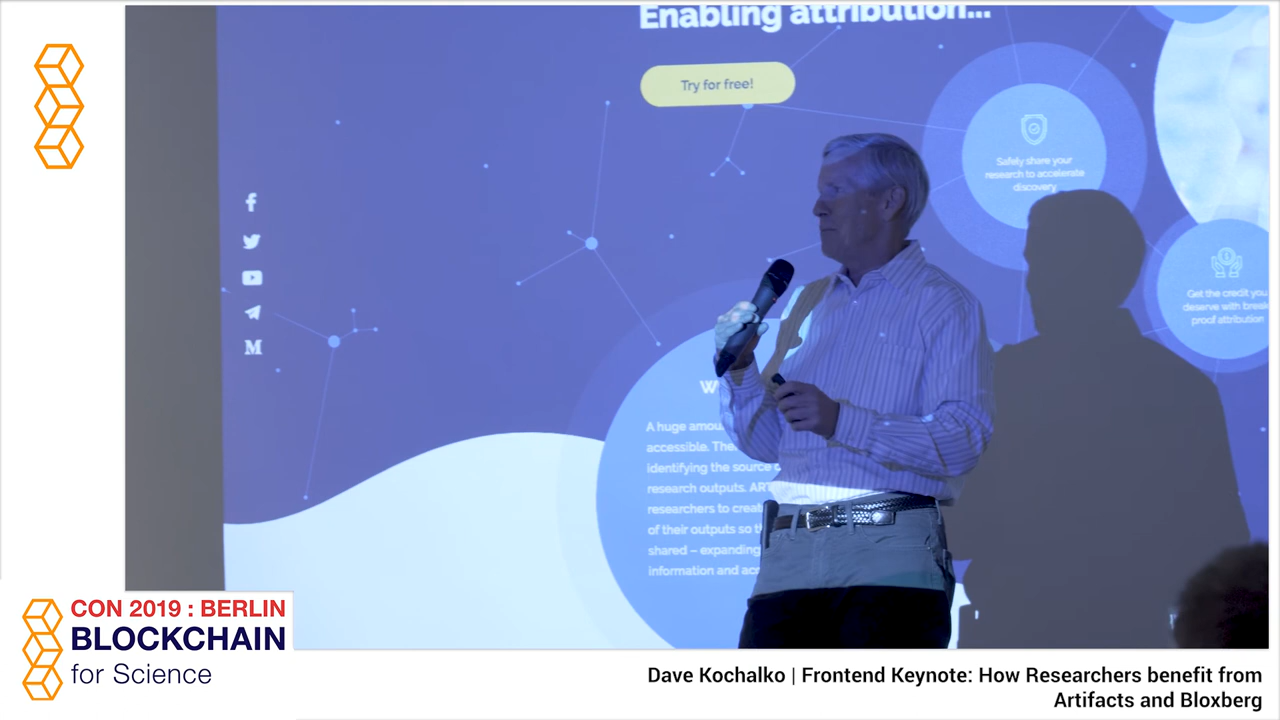 Enabling attribution...
Try for free!
Safely share your
research to accelerate
discovery
Get the credit you
deserve with break
proof attribution
M
A huge amou
accessible. The
identifying the source
research outputs. ART
researchers to creat
of their outputs so th
shared – expanding
information and acc
CON 2019 : BERLIN
BLOCKCHAIN
for Science
Dave Kochalko | Frontend Keynote: How Researchers benefit from
Artifacts and Bloxberg